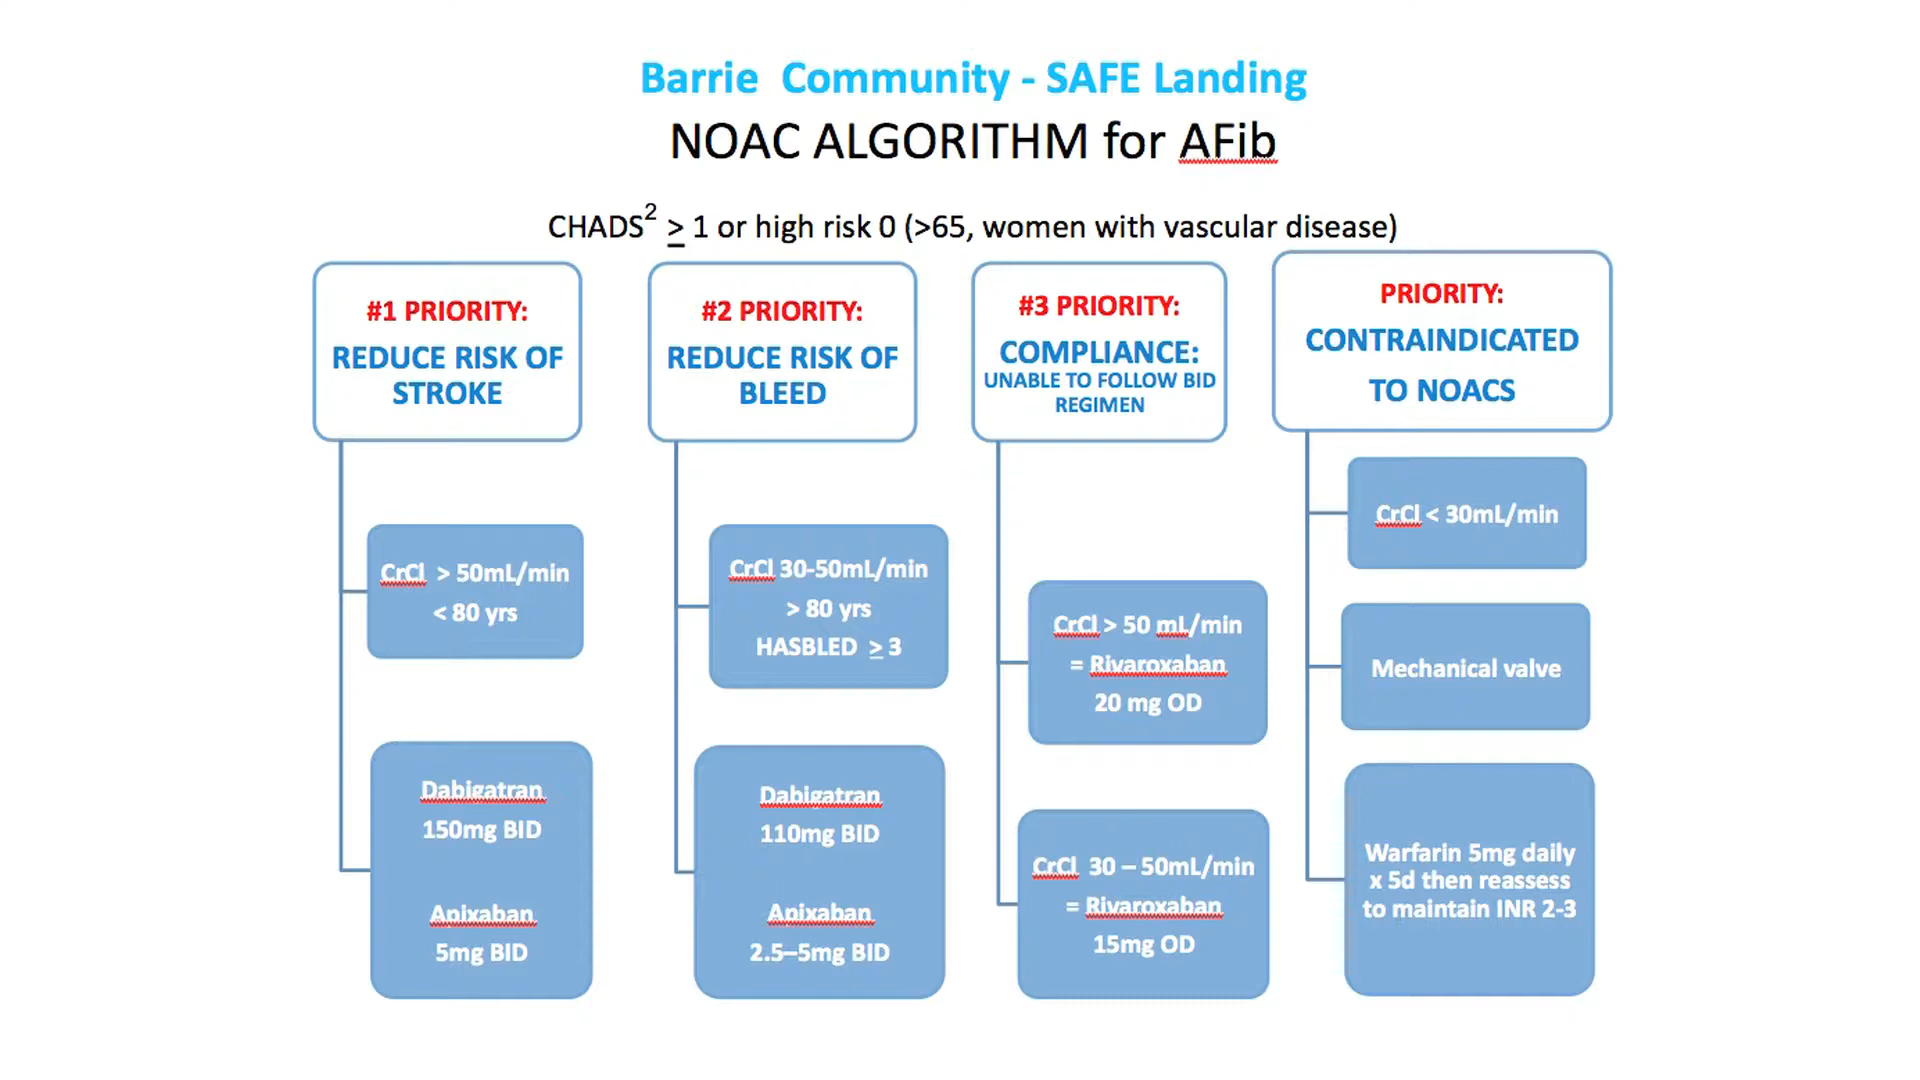 Barrie  Community - SAFE Landing
NOAC ALGORITHM for AFib
CHADS2 ≥ 1 or high risk 0 (>65, women with vascular disease)
#1 PRIORITY:
REDUCE RISK OF
STROKE
CrCl > 50mL/min
< 80 yrs
Dabigatran
150mg BID
Apixaban
5mg BID
#2 PRIORITY:
REDUCE RISK OF
BLEED
CrCl 30-50mL/min
> 80 yrs
HASBLED ≥ 3
Dabigatran
110mg BID
Apixaban
2.5–5mg BID
#3 PRIORITY:
COMPLIANCE:
UNABLE TO FOLLOW BID
REGIMEN
CrCl > 50 mL/min
= Rivaroxaban
20 mg OD
CrCl 30 – 50mL/min
= Rivaroxaban
15mg OD
PRIORITY:
CONTRAINDICATED
TO NOACS
CrCl < 30mL/min
Mechanical valve
Warfarin 5mg daily
x 5d then reassess
to maintain INR 2-3